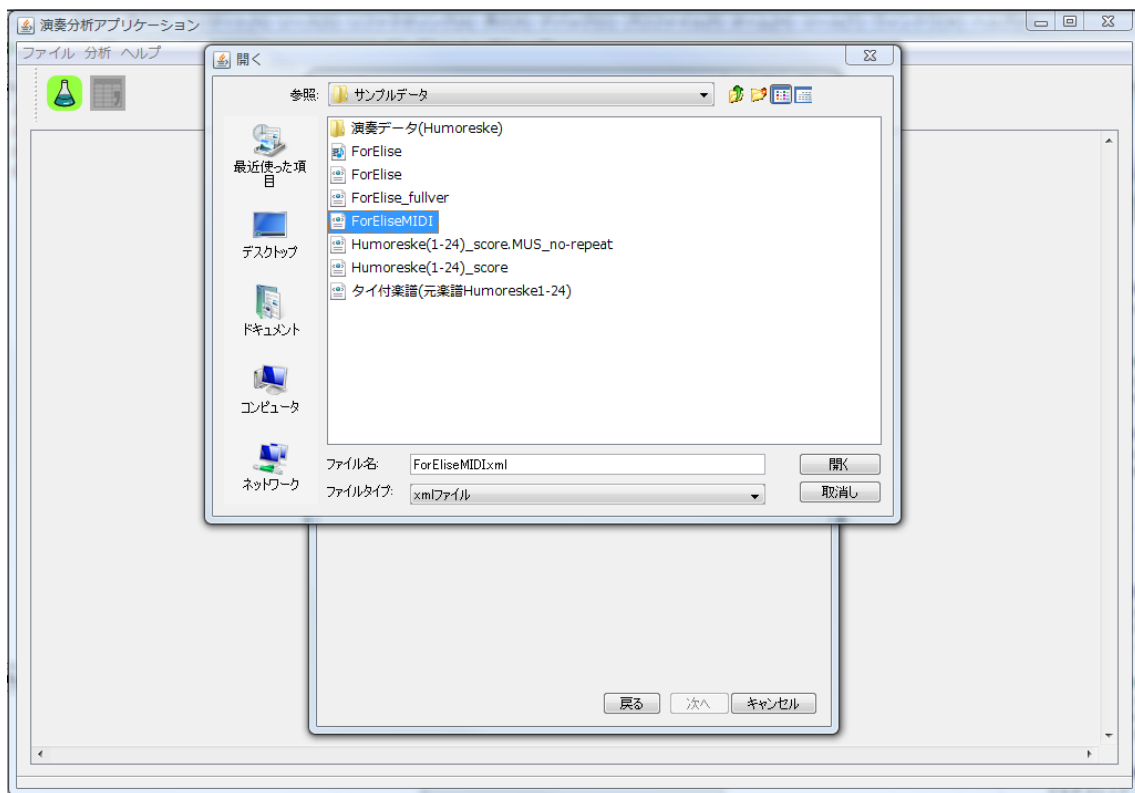 演奏分析アプリケーション
ファイル 分析 ヘルプ
開く
参照: サンプルデータ
最近使った項目
デスクトップ
ドキュメント
コンピュータ
ネットワーク
演奏データ(Humoreske)
ForElise
ForElise
ForElise_fullver
ForEliseMIDI
Humoreske(1-24)_score.MUS_no-repeat
Humoreske(1-24)_score
タイ付楽譜(元楽譜Humoreske1-24)
ファイル名: ForEliseMIDI.xml 開く
ファイルタイプ: xmlファイル 取消し
戻る 次へ キャンセル